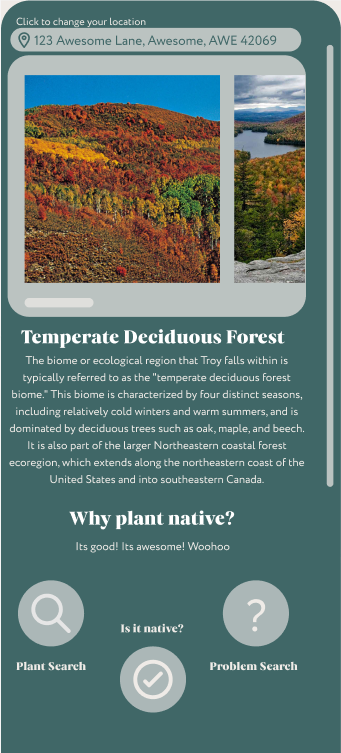 Click to change your location
123 Awesome Lane, Awesome, AWE 42069
Temperate Deciduous Forest
The biome or ecological region that Troy falls within is
typically referred to as the "temperate deciduous forest
biome." This biome is characterized by four distinct seasons,
including relatively cold winters and warm summers, and is
dominated by deciduous trees such as oak, maple, and beech.
It is also part of the larger Northeastern coastal forest
ecoregion, which extends along the northeastern coast of the
United States and into southeastern Canada.
Why plant native?
Its good! Its awesome! Woohoo
Is it native?
Plant Search
Problem Search